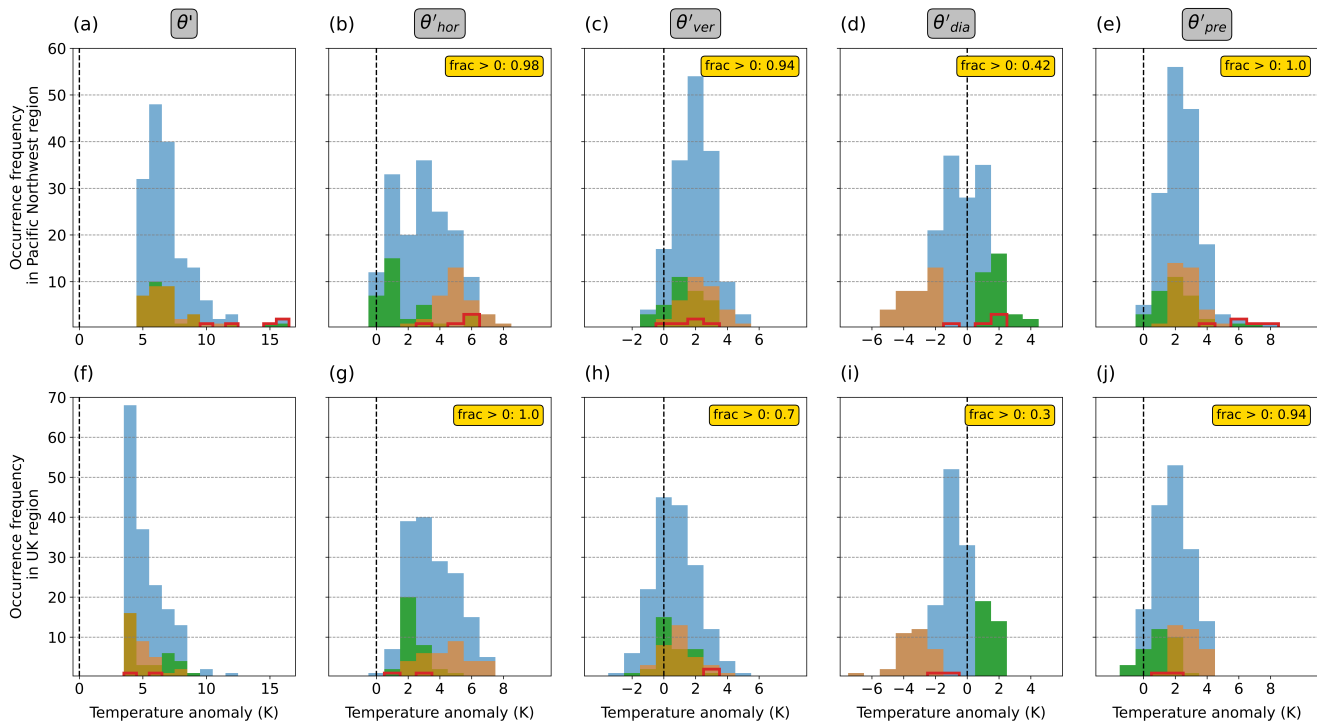 (a) θ' (b) θ'hor (c) θ'ver (d) θ'dia (e) θ'pre
frac > 0: 0.98 frac > 0: 0.94 frac > 0: 0.42 frac > 0: 1.0
Occurrence frequency
in Pacific Northwest region
60
50
40
30
20
10
0 5 10 15 0 2 4 6 8 −2 0 2 4 6 −6 −4 −2 0 2 4 0 2 4 6 8
(f) (g) (h) (i) (j)
frac > 0: 1.0 frac > 0: 0.7 frac > 0: 0.3 frac > 0: 0.94
Occurrence frequency
in UK region
70
60
50
40
30
20
10
0 5 10 15 0 2 4 6 8 −2 0 2 4 6 −6 −4 −2 0 2 4 0 2 4 6 8
Temperature anomaly (K) Temperature anomaly (K) Temperature anomaly (K) Temperature anomaly (K) Temperature anomaly (K)